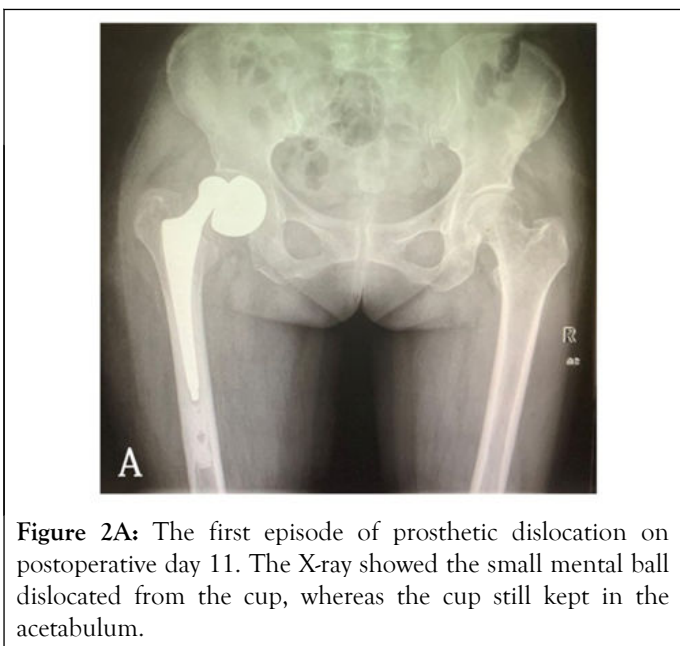 R
A
Figure 2A: The first episode of prosthetic dislocation on
postoperative day 11. The X-ray showed the small mental ball
dislocated from the cup, whereas the cup still kept in the
acetabulum.